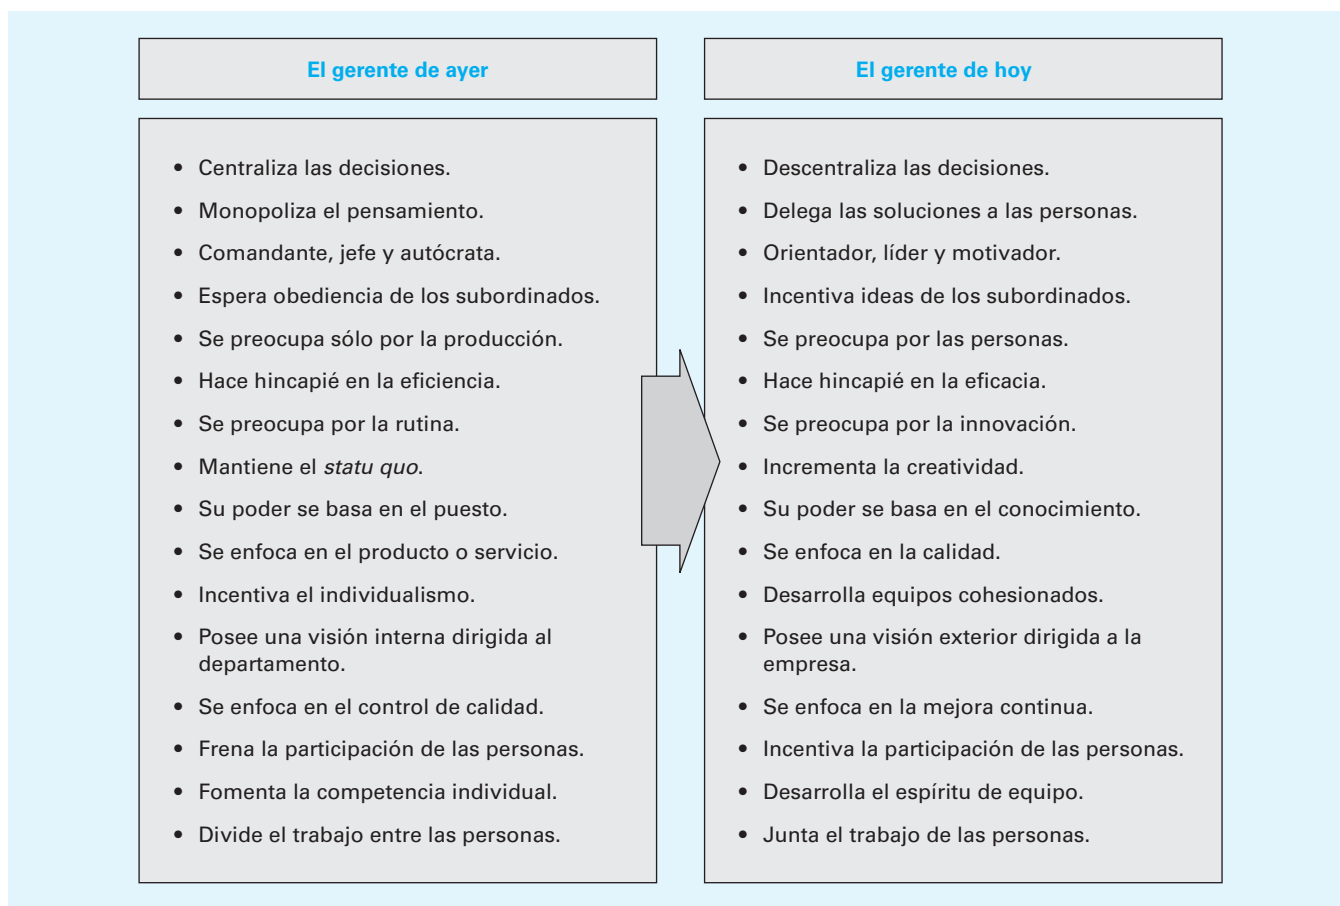 El gerente de ayer
• Centraliza las decisiones.
• Monopoliza el pensamiento.
• Comandante, jefe y autócrata.
• Espera obediencia de los subordinados.
• Se preocupa sólo por la producción.
• Hace hincapié en la eficiencia.
• Se preocupa por la rutina.
• Mantiene el statu quo.
• Su poder se basa en el puesto.
• Se enfoca en el producto o servicio.
• Incentiva el individualismo.
• Posee una visión interna dirigida al
departamento.
• Se enfoca en el control de calidad.
• Frena la participación de las personas.
• Fomenta la competencia individual.
• Divide el trabajo entre las personas.
El gerente de hoy
• Descentraliza las decisiones.
• Delega las soluciones a las personas.
• Orientador, líder y motivador.
• Incentiva ideas de los subordinados.
• Se preocupa por las personas.
• Hace hincapié en la eficacia.
• Se preocupa por la innovación.
• Incrementa la creatividad.
• Su poder se basa en el conocimiento.
• Se enfoca en la calidad.
• Desarrolla equipos cohesionados.
• Posee una visión exterior dirigida a la
empresa.
• Se enfoca en la mejora continua.
• Incentiva la participación de las personas.
• Desarrolla el espíritu de equipo.
• Junta el trabajo de las personas.